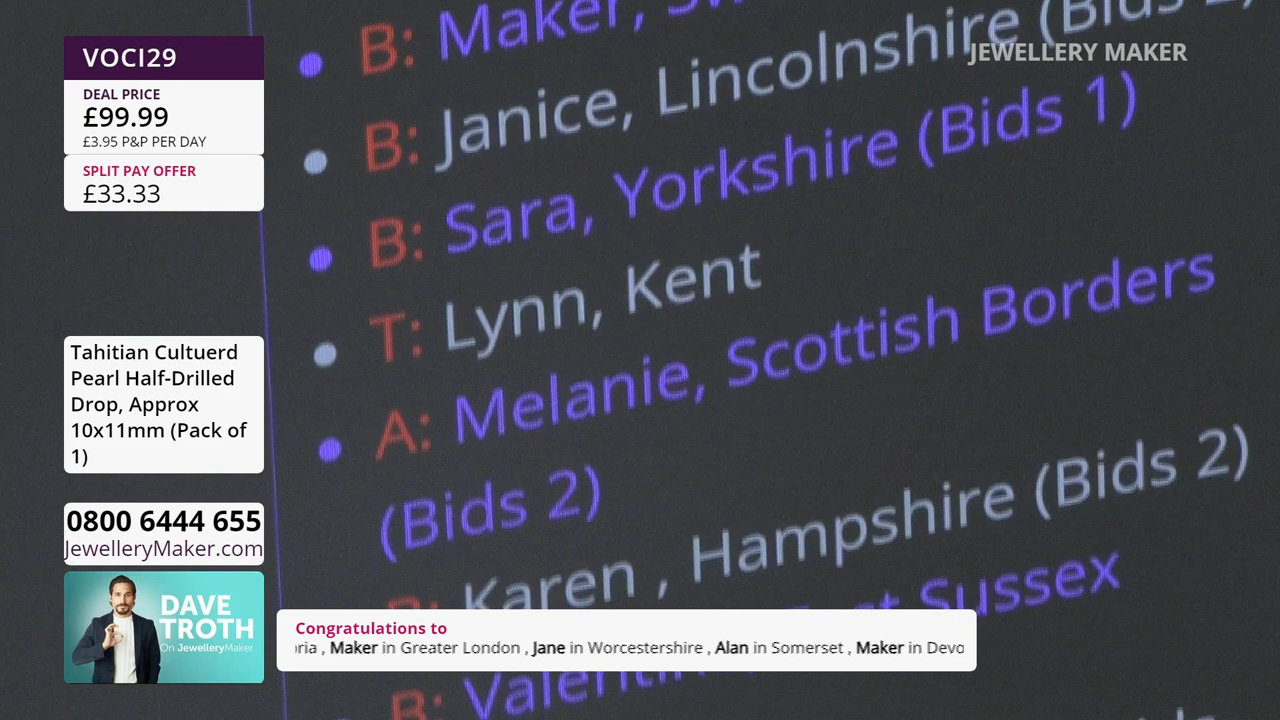 VOCI29
DEAL PRICE
£99.99
£3.95 P&P PER DAY
SPLIT PAY OFFER
£33.33
Tahitian Cultuerd
Pearl Half-Drilled
Drop, Approx
10x11mm (Pack of
1)
0800 6444 655
JewelleryMaker.com
DAVE
TROTH
On JewelleryMaker
JEWELLERY MAKER
B: Maker,
B: Janice, Lincolnshire (Bids
B: Sara, Yorkshire (Bids 1)
T: Lynn, Kent
A: Melanie, Scottish Borders
(Bids 2)
Karen , Hampshire (Bids 2)
Sussex
B:
Congratulations to
, Maker in Greater London , Jane in Worcestershire , Alan in Somerset , Maker in